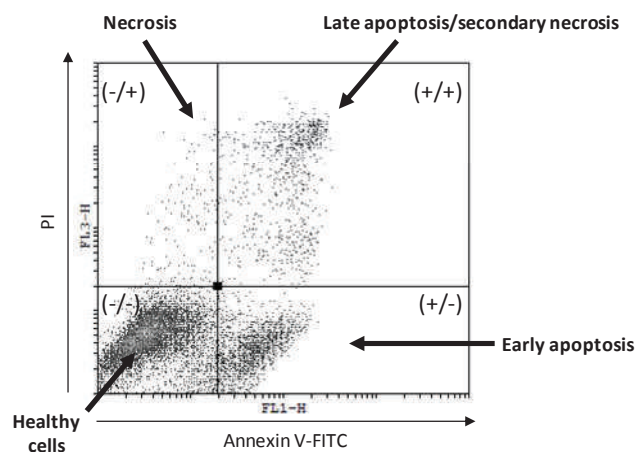 Necrosis
Late apoptosis/secondary necrosis
(-/+)
(+/+)
PI
FL3-H
(-/-)
(+/-)
Early apoptosis
FL1-H
Healthy
cells
Annexin V-FITC